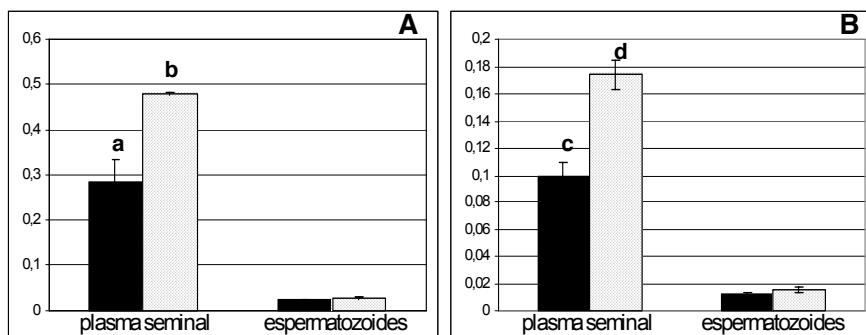 A
0,6
0,5
0,4
0,3
0,2
0,1
0
a
b
plasma seminal
espermatozoides
B
0,2
0,18
0,16
0,14
0,12
0,1
0,08
0,06
0,04
0,02
0
c
d
plasma seminal
espermatozoides